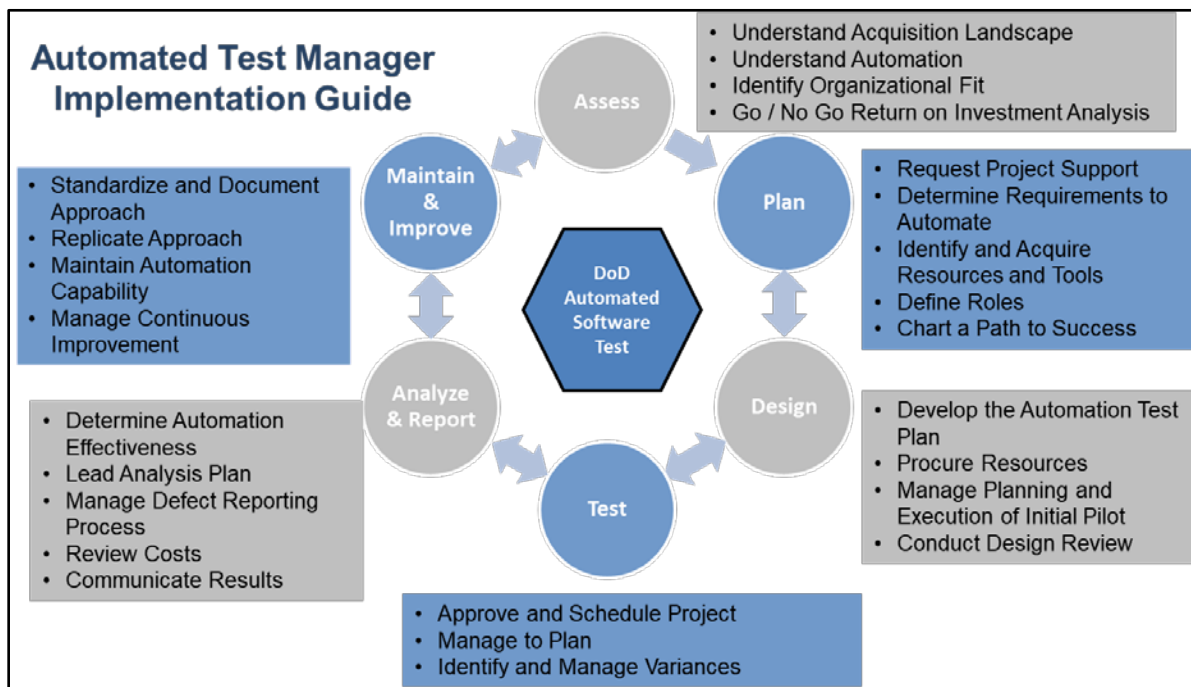 Automated Test Manager
Implementation Guide
Assess
• Understand Acquisition Landscape
• Understand Automation
• Identify Organizational Fit
• Go / No Go Return on Investment Analysis
Plan
• Request Project Support
• Determine Requirements to
Automate
• Identify and Acquire
Resources and Tools
• Define Roles
• Chart a Path to Success
Design
• Develop the Automation Test
Plan
• Procure Resources
• Manage Planning and
Execution of Initial Pilot
• Conduct Design Review
Test
• Approve and Schedule Project
• Manage to Plan
• Identify and Manage Variances
Analyze
& Report
• Determine Automation
Effectiveness
• Lead Analysis Plan
• Manage Defect Reporting
Process
• Review Costs
• Communicate Results
Maintain
&
Improve
• Standardize and Document
Approach
• Replicate Approach
• Maintain Automation
Capability
• Manage Continuous
Improvement
DoD
Automated
Software
Test